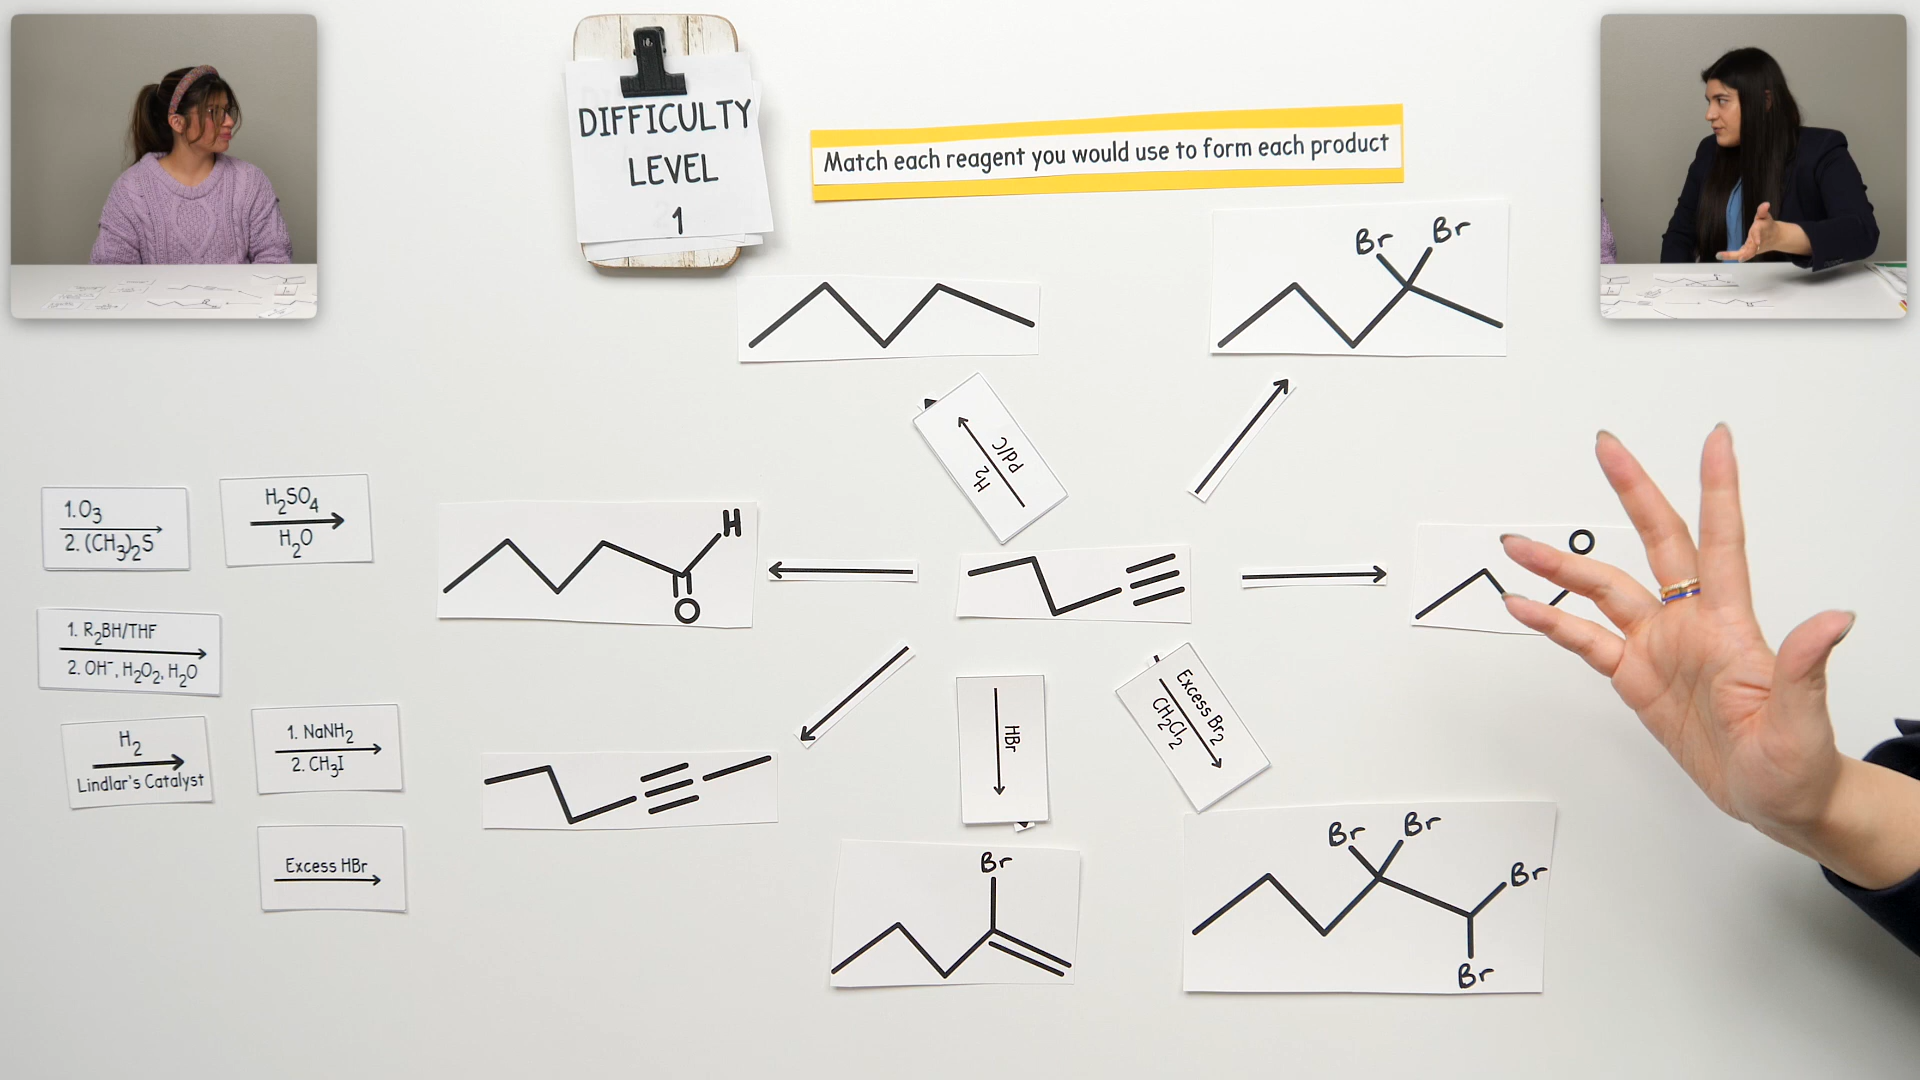 DIFFICULTY
LEVEL
1
Match each reagent you would use to form each product
Br Br
H₂
Pd/C
1. O₃
2. (CH₃)₂S
H₂SO₄
H₂O
H
O
O
1. R₂BH/THF
2. OH⁻, H₂O₂, H₂O
H₂
Lindlar's Catalyst
1. NaNH₂
2. CH₃I
HBr
Excess Br₂
CH₂Cl₂
Excess HBr
Br
Br Br
Br
Br